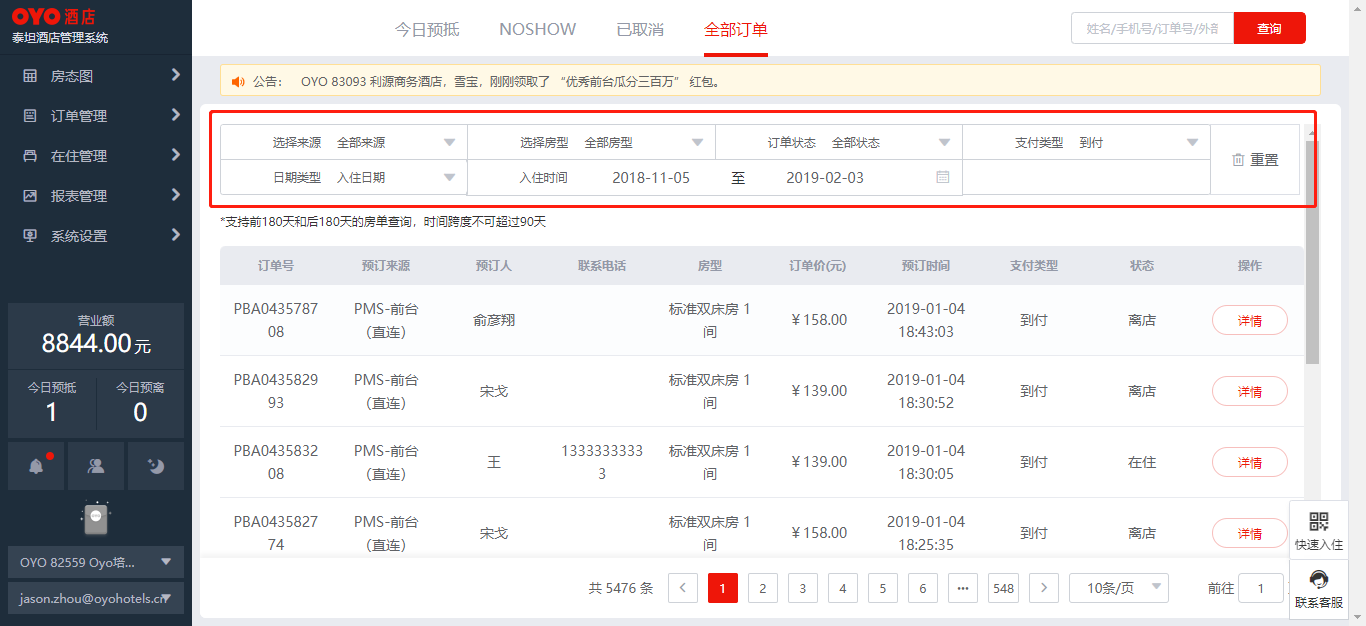 OYO 酒店
泰坦酒店管理系统
房态图
订单管理
在住管理
报表管理
系统设置
营业额
8844.00元
今日预抵
今日预离
1
0
OYO 82559 Oyo培...
jason.zhou@oyohotels.cn
今日预抵
NOSHOW
已取消
全部订单
姓名/手机号/订单号/外部
查询
公告： OYO 83093 利源商务酒店，雪宝，刚刚领取了 “优秀前台瓜分三百万” 红包。
选择来源 全部来源 选择房型 全部房型 订单状态 全部状态 支付类型 到付
重置
日期类型 入住日期 入住时间 2018-11-05 至 2019-02-03
*支持前180天和后180天的房单查询，时间跨度不可超过90天
订单号 预订来源 预订人 联系电话 房型 订单价(元) 预订时间 支付类型 状态 操作
PBA0435787 PMS-前台 俞彦翔 标准双床房 1 ￥158.00 2019-01-04 到付 离店 详情
08 （直连） 间 18:43:03
PBA0435829 PMS-前台 宋戈 标准双床房 1 ￥139.00 2019-01-04 到付 离店 详情
93 （直连） 间 18:30:52
PBA0435832 PMS-前台 王 1333333333 标准双床房 1 ￥139.00 2019-01-04 到付 在住 详情
08 （直连） 3 间 18:30:05
PBA0435827 PMS-前台 宋戈 标准双床房 1 ￥158.00 2019-01-04 到付 离店 详情
74 （直连） 间 18:25:35
共 5476 条 < 1 2 3 4 5 6 ••• 548 > 10条/页 前往 1
快速入住
联系客服